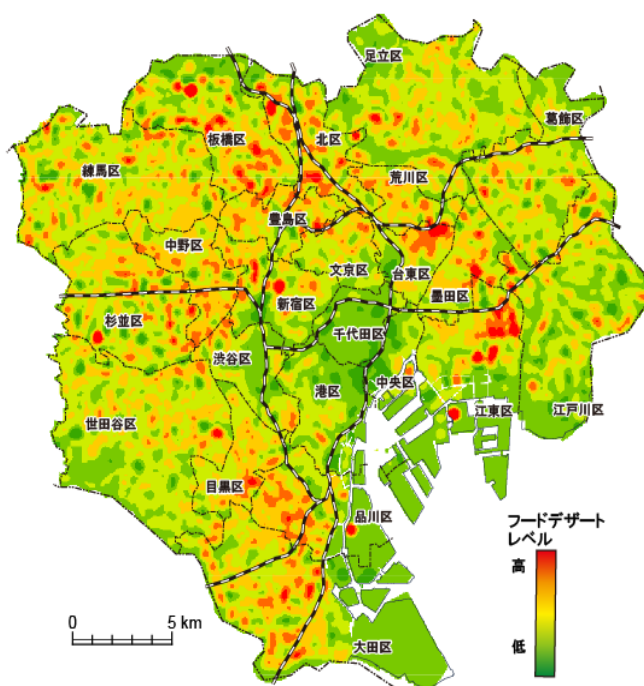 足立区
葛飾区
板橋区
北区
練馬区
荒川区
豊島区
中野区
文京区
台東区
墨田区
新宿区
杉並区
千代田区
渋谷区
中央区
港区
江東区
江戸川区
世田谷区
目黒区
品川区
フードデザート
レベル
高
低
0 5 km
大田区